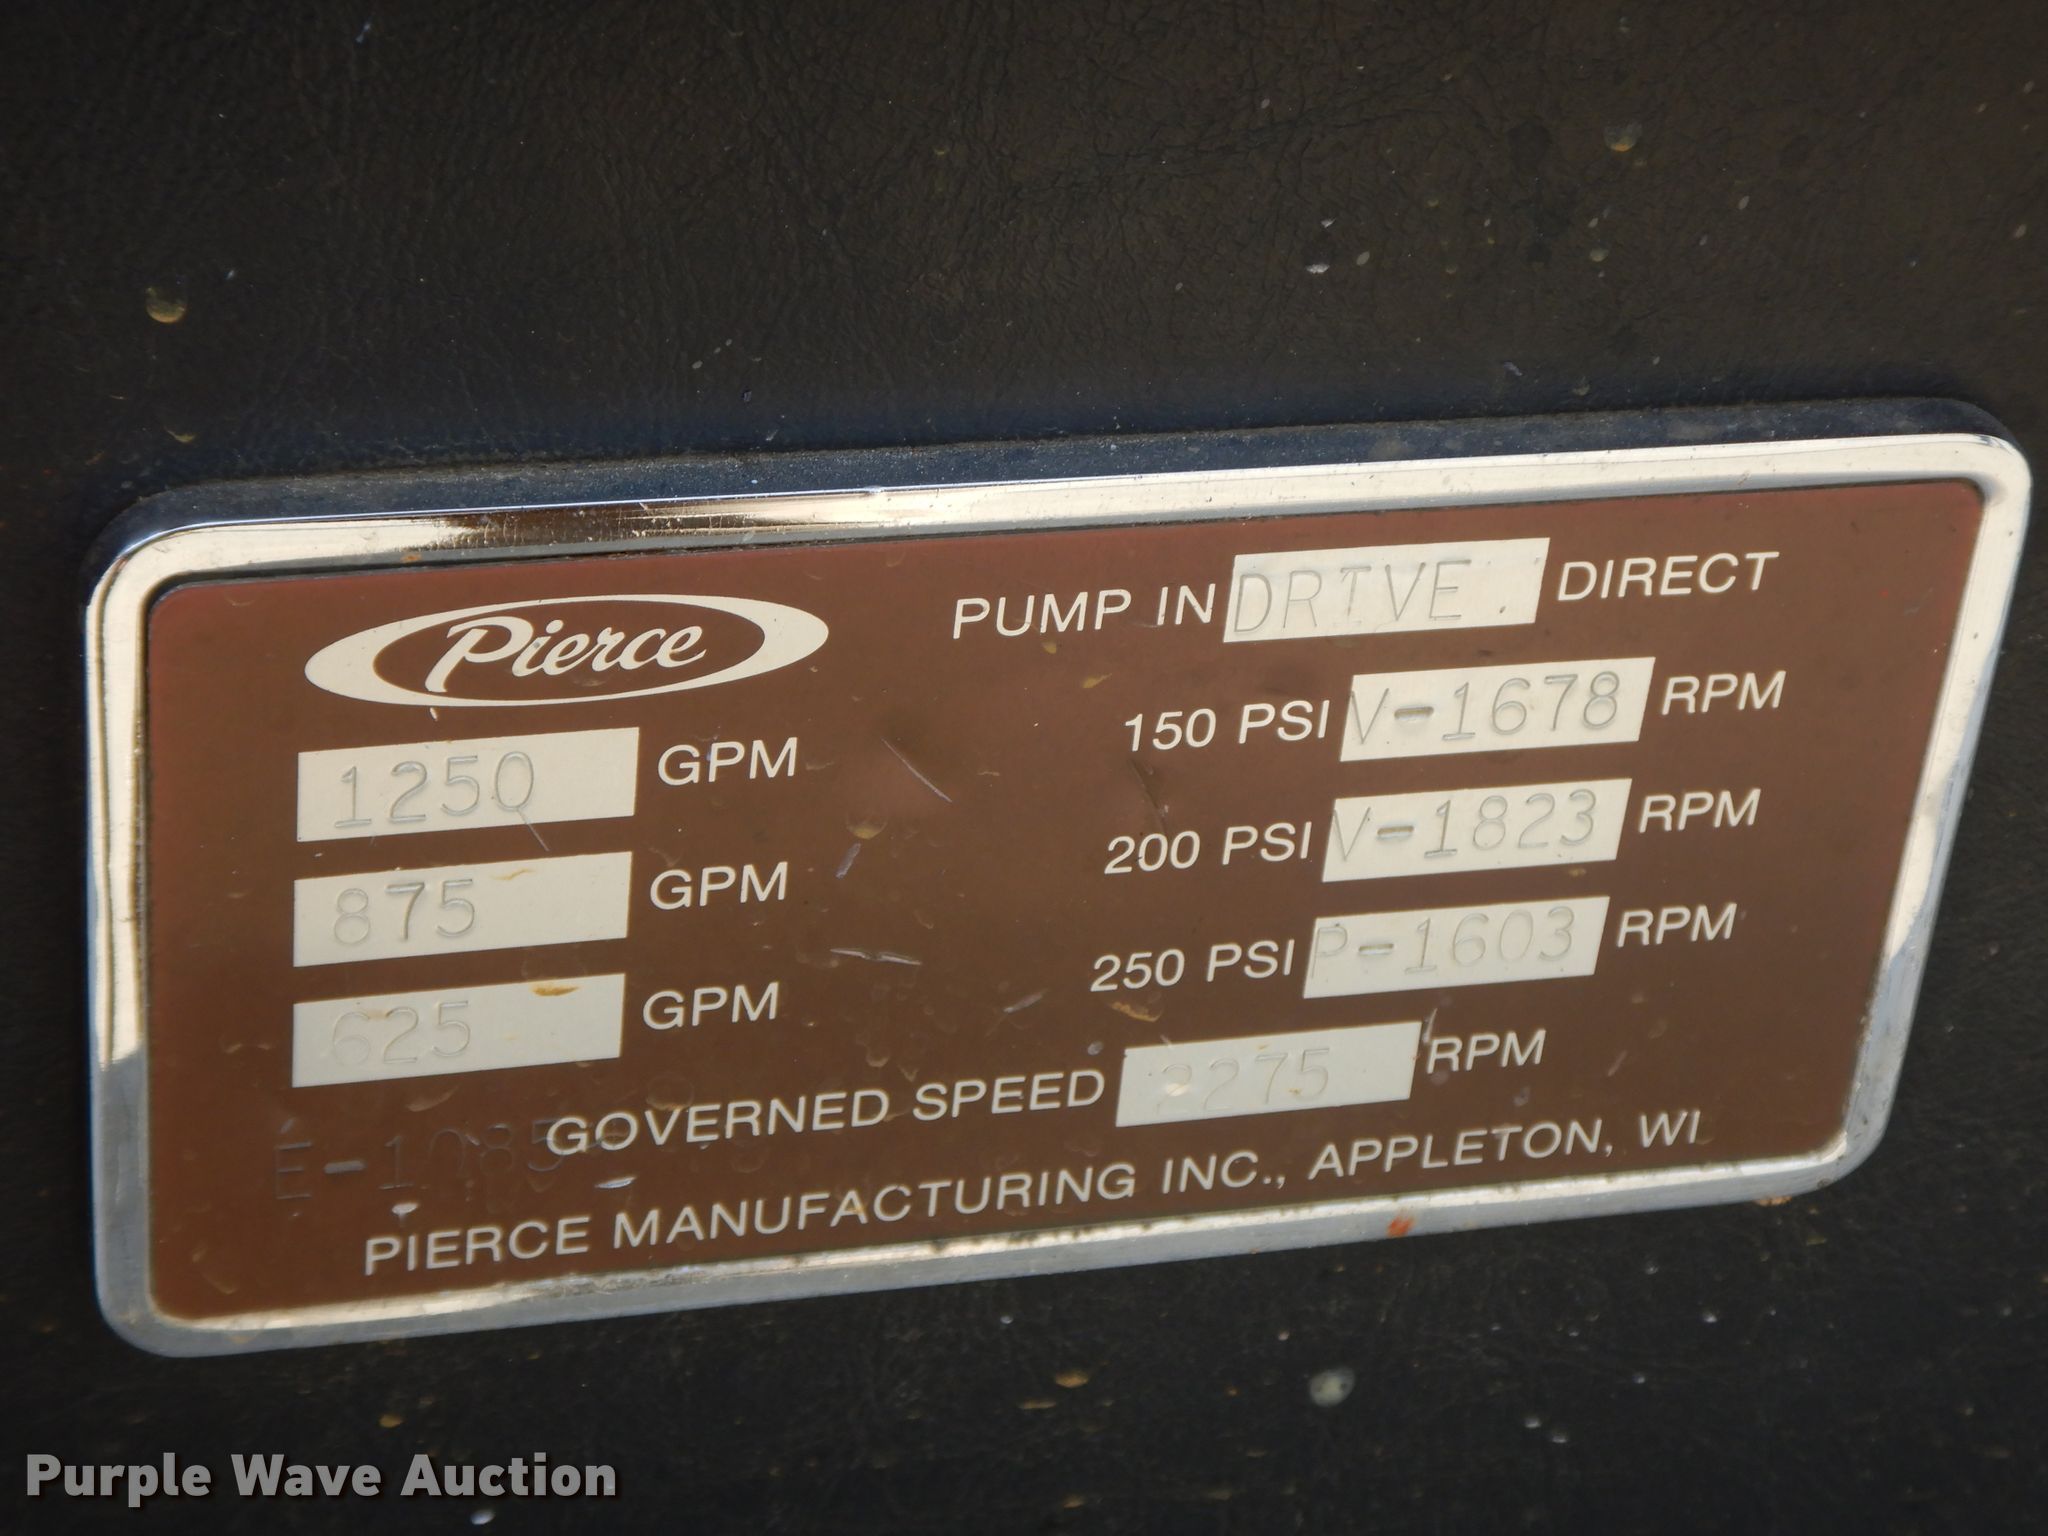 Pierce
PUMP IN DRIVE DIRECT
1250 GPM 150 PSI V-1678 RPM
875 GPM 200 PSI V-1823 RPM
625 GPM 250 PSI P-1603 RPM
GOVERNED SPEED 2275 RPM
PIERCE MANUFACTURING INC., APPLETON, WI
Purple Wave Auction